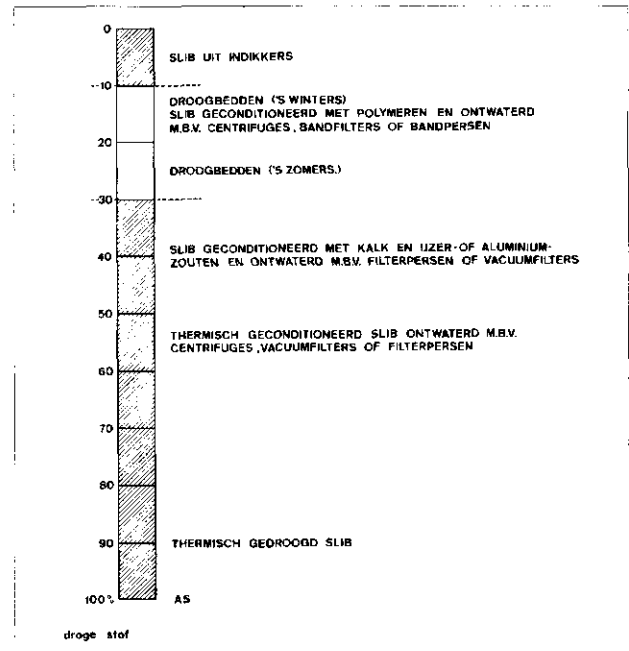 0
SLIB UIT INDIKKERS
10
DROOGBEDDEN ('S WINTERS)
SLIB GECONDITIONEERD MET POLYMEREN EN ONTWATERD
M.B.V. CENTRIFUGES, BANDFILTERS OF BANDPERSEN
20
DROOGBEDDEN ('S ZOMERS.)
30
SLIB GECONDITIONEERD MET KALK EN IJZER-OF ALUMINIUM-
40
ZOUTEN EN ONTWATERD M.B.V. FILTERPERSEN OF VACUUMFILTERS
50
THERMISCH GECONDITIONEERD SLIB ONTWATERD M.B.V.
CENTRIFUGES, VACUUMFILTERS OF FILTERPERSEN
60
70
80
90 THERMISCH GEDROOGD SLIB
100% AS
droge stof